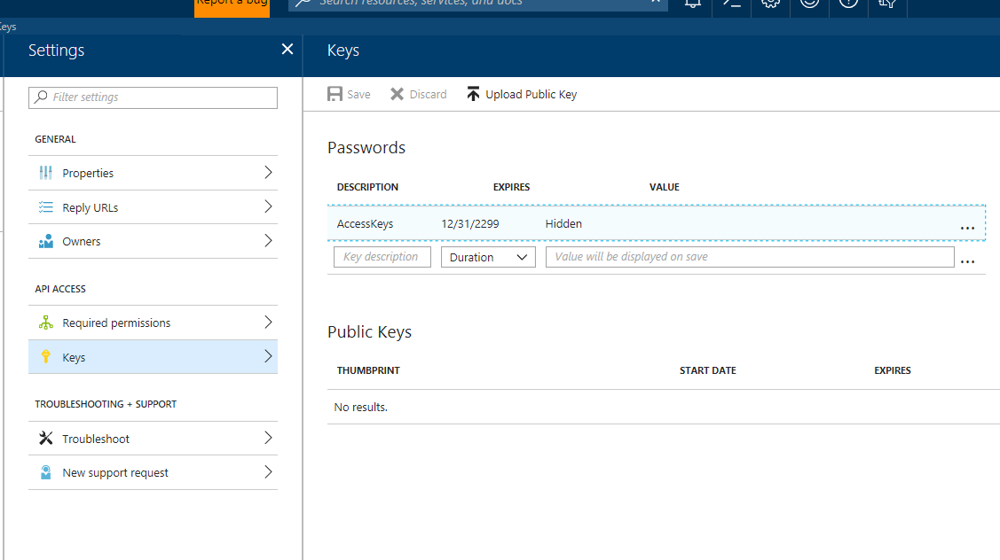 Report a bug
Search resources, services, and docs
Keys
Settings
Keys
Filter settings
Save
Discard
Upload Public Key
GENERAL
Properties
Reply URLs
Owners
API ACCESS
Required permissions
Keys
TROUBLESHOOTING + SUPPORT
Troubleshoot
New support request
Passwords
DESCRIPTION EXPIRES VALUE
AccessKeys 12/31/2299 Hidden ...
Key description Duration Value will be displayed on save ...
Public Keys
THUMBPRINT START DATE EXPIRES
No results.